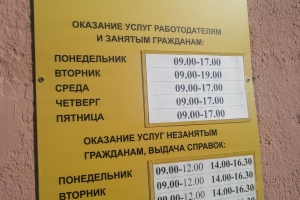 ОКАЗАНИЕ УСЛУГ РАБОТОДАТЕЛЯМ
И ЗАНЯТЫМ ГРАЖДАНАМ:
ПОНЕДЕЛЬНИК 09.00-17.00
ВТОРНИК 09.00-19.00
СРЕДА 09.00-17.00
ЧЕТВЕРГ 09.00-17.00
ПЯТНИЦА 09.00-17.00
ОКАЗАНИЕ УСЛУГ НЕЗАНЯТЫМ
ГРАЖДАНАМ, ВЫДАЧА СПРАВОК:
ПОНЕДЕЛЬНИК 09.00-12.00 14.00-16.30
ВТОРНИК 09.00-12.00 14.00-16.30